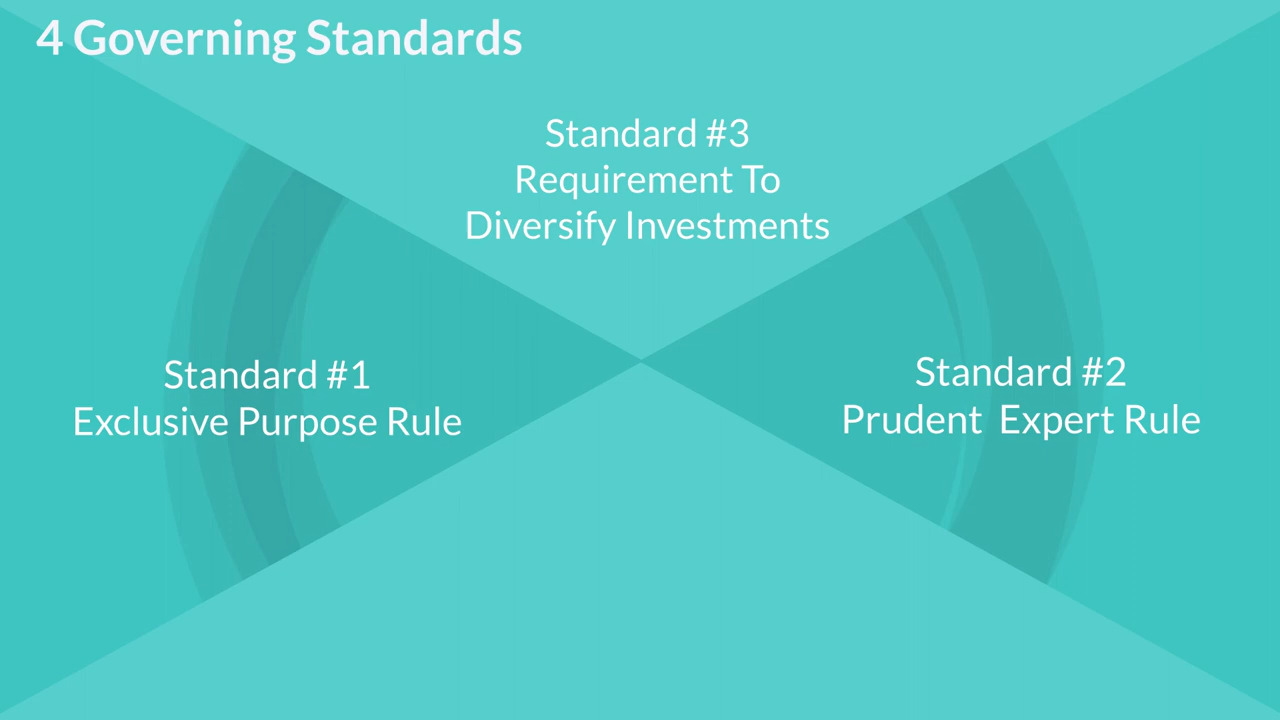 4 Governing Standards
Standard #3
Requirement To
Diversify Investments
Standard #1
Exclusive Purpose Rule
Standard #2
Prudent  Expert Rule